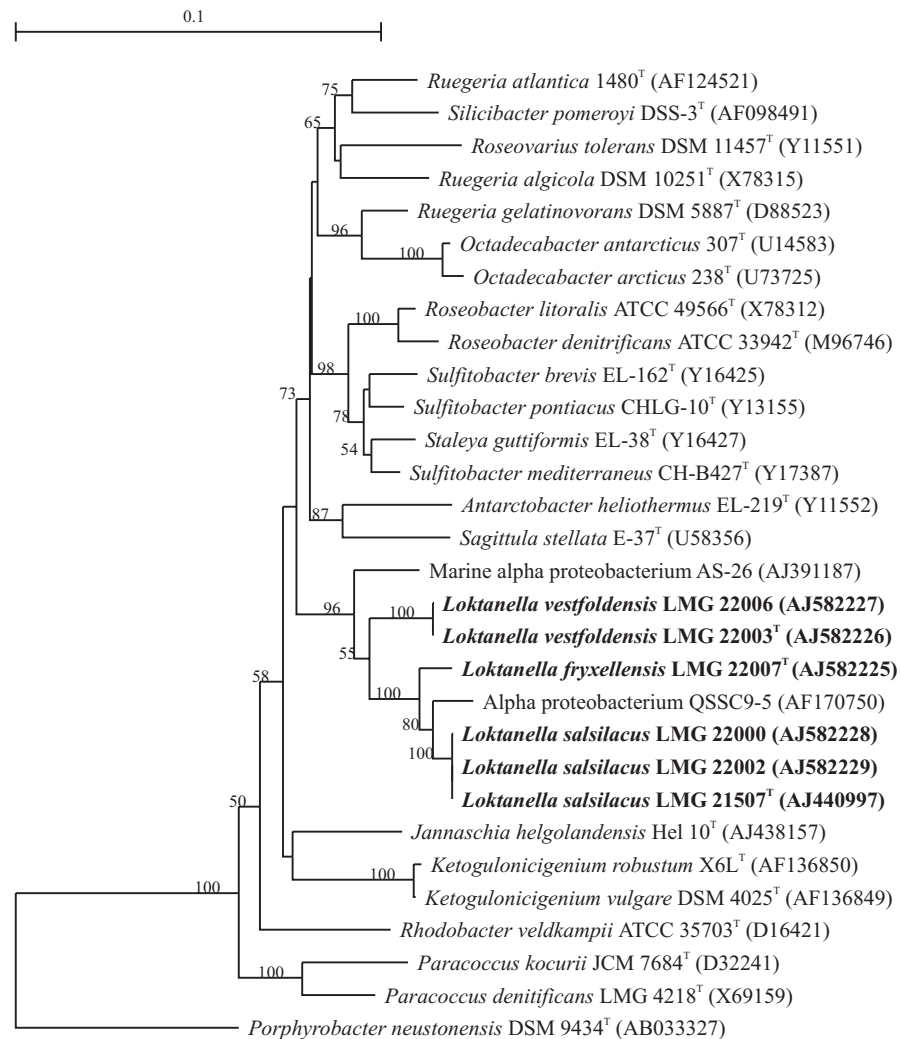 0.1
75
Ruegeria atlantica 1480ᵀ (AF124521)
Silicibacter pomeroyi DSS-3ᵀ (AF098491)
65
Roseovarius tolerans DSM 11457ᵀ (Y11551)
Ruegeria algicola DSM 10251ᵀ (X78315)
Ruegeria gelatinovorans DSM 5887ᵀ (D88523)
96
100
Octadecabacter antarcticus 307ᵀ (U14583)
Octadecabacter arcticus 238ᵀ (U73725)
Roseobacter litoralis ATCC 49566ᵀ (X78312)
100
Roseobacter denitrificans ATCC 33942ᵀ (M96746)
98
Sulfitobacter brevis EL-162ᵀ (Y16425)
73
Sulfitobacter pontiacus CHLG-10ᵀ (Y13155)
78
Staleya guttiformis EL-38ᵀ (Y16427)
54
Sulfitobacter mediterraneus CH-B427ᵀ (Y17387)
Antarctobacter heliothermus EL-219ᵀ (Y11552)
87
Sagittula stellata E-37ᵀ (U58356)
Marine alpha proteobacterium AS-26 (AJ391187)
96
100
Loktanella vestfoldensis LMG 22006 (AJ582227)
Loktanella vestfoldensis LMG 22003ᵀ (AJ582226)
55
Loktanella fryxellensis LMG 22007ᵀ (AJ582225)
58
100
Alpha proteobacterium QSSC9-5 (AF170750)
80
Loktanella salsilacus LMG 22000 (AJ582228)
100
Loktanella salsilacus LMG 22002 (AJ582229)
Loktanella salsilacus LMG 21507ᵀ (AJ440997)
50
Jannaschia helgolandensis Hel 10ᵀ (AJ438157)
Ketogulonicigenium robustum X6Lᵀ (AF136850)
100
100
Ketogulonicigenium vulgare DSM 4025ᵀ (AF136849)
Rhodobacter veldkampii ATCC 35703ᵀ (D16421)
Paracoccus kocurii JCM 7684ᵀ (D32241)
100
Paracoccus denitificans LMG 4218ᵀ (X69159)
Porphyrobacter neustonensis DSM 9434ᵀ (AB033327)